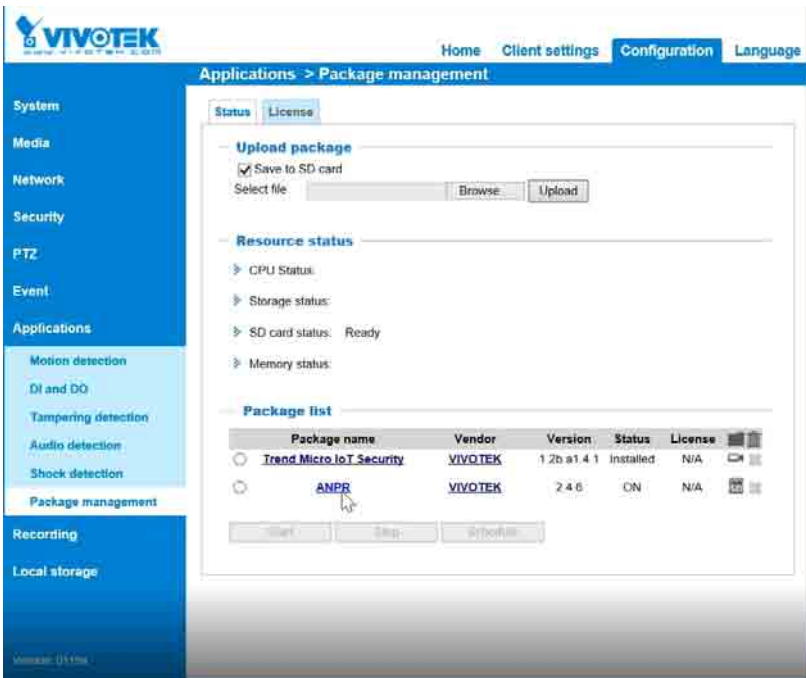 VIVOTEK
www.vivotek.com
Home Client settings Configuration Language
Applications > Package management
System
Media
Network
Security
PTZ
Event
Applications
Motion detection
DI and DO
Tampering detection
Audio detection
Shock detection
Package management
Recording
Local storage
Status License
Upload package
Save to SD card
Select file Browse Upload
Resource status
CPU Status:
Storage status:
SD card status: Ready
Memory status:
Package list
Package name Vendor Version Status License
Trend Micro IoT Security VIVOTEK 1.2b.a1.4.1 Installed N/A
ANPR VIVOTEK 2.4.6 ON N/A
Start Stop Schedule